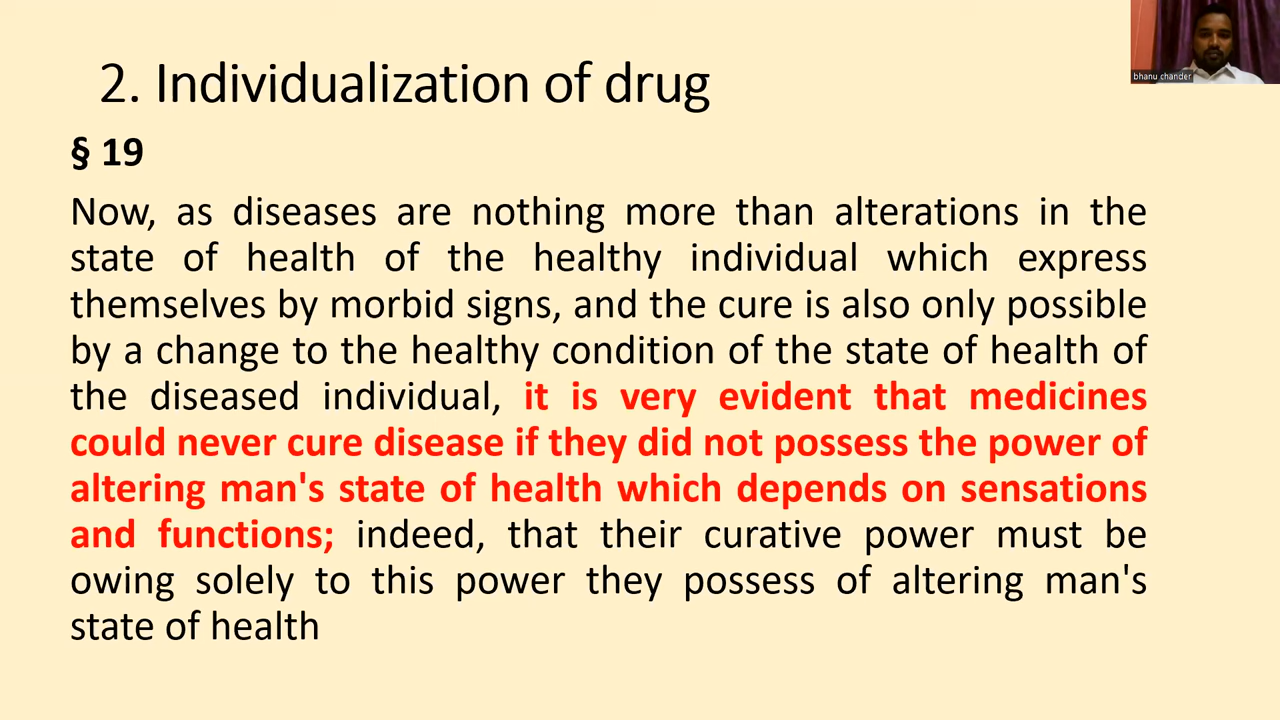 2. Individualization of drug
bhanu chander
§ 19
Now, as diseases are nothing more than alterations in the
state of health of the healthy individual which express
themselves by morbid signs, and the cure is also only possible
by a change to the healthy condition of the state of health of
the diseased individual, it is very evident that medicines
could never cure disease if they did not possess the power of
altering man's state of health which depends on sensations
and functions; indeed, that their curative power must be
owing solely to this power they possess of altering man's
state of health